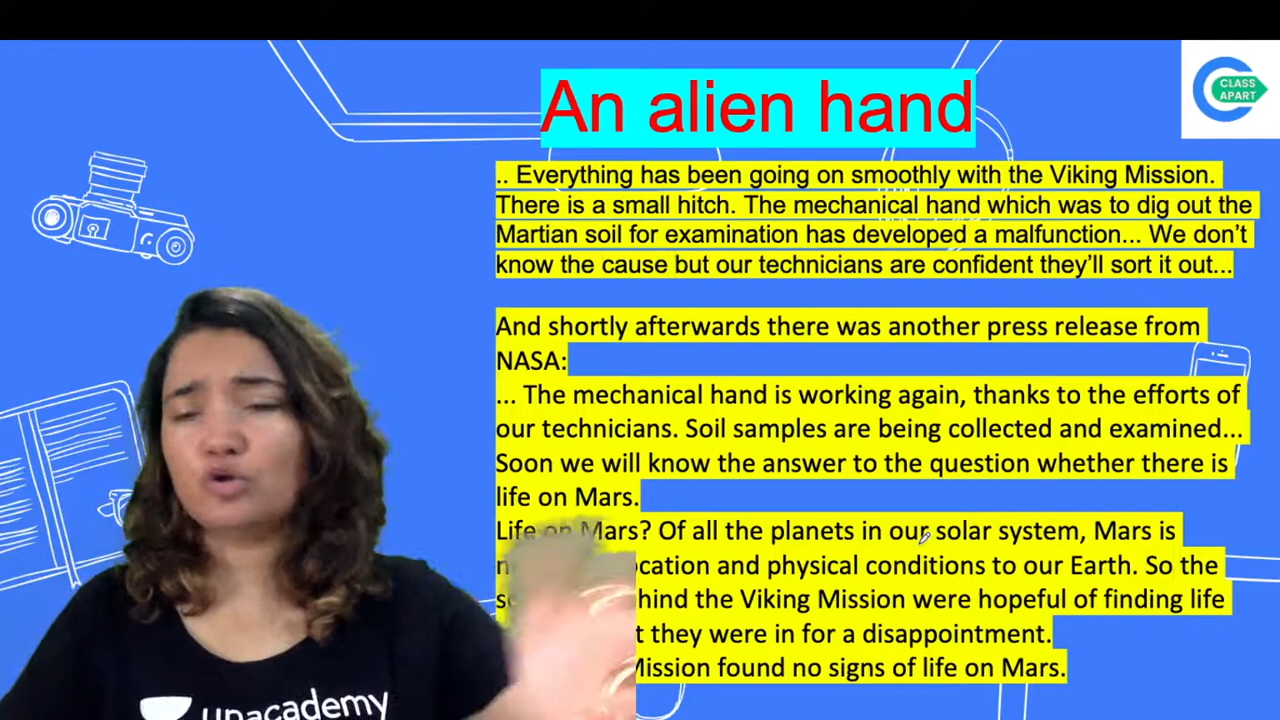 An alien hand
CLASS
APART
.. Everything has been going on smoothly with the Viking Mission.
There is a small hitch. The mechanical hand which was to dig out the
Martian soil for examination has developed a malfunction... We don't
know the cause but our technicians are confident they'll sort it out...
And shortly afterwards there was another press release from
NASA:
... The mechanical hand is working again, thanks to the efforts of
our technicians. Soil samples are being collected and examined...
Soon we will know the answer to the question whether there is
life on Mars.
Life on Mars? Of all the planets in our solar system, Mars is
and physical conditions to our Earth. So the
the Viking Mission were hopeful of finding life
they were in for a disappointment.
Mission found no signs of life on Mars.
unacademy